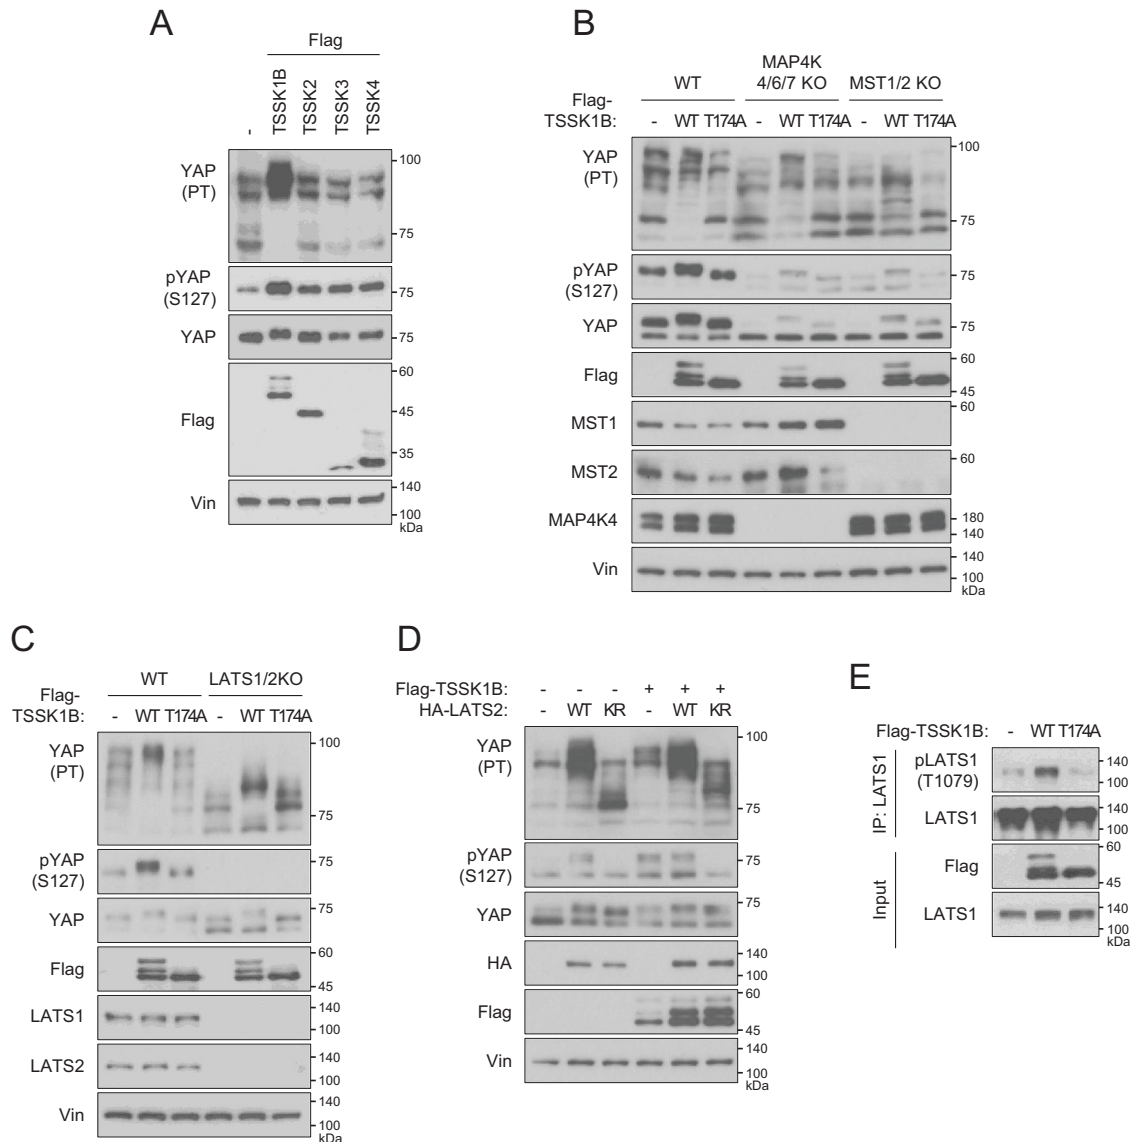 A
Flag
- TSSK1B TSSK2 TSSK3 TSSK4
YAP
(PT)
100
75
pYAP
(S127)
75
YAP
75
Flag
60
45
35
Vin
140
100
kDa
B
WT MAP4K
4/6/7 KO MST1/2 KO
Flag-
TSSK1B: - WT T174A - WT T174A - WT T174A
YAP
(PT)
100
75
pYAP
(S127)
75
YAP
75
Flag
60
45
MST1
60
MST2
60
MAP4K4
180
140
Vin
140
100
kDa
C
WT LATS1/2KO
Flag-
TSSK1B: - WT T174A - WT T174A
YAP
(PT)
100
75
pYAP
(S127)
75
YAP
75
Flag
60
45
LATS1
140
100
LATS2
140
100
Vin
140
100
kDa
D
Flag-TSSK1B: - - - + + +
HA-LATS2: - WT KR - WT KR
YAP
(PT)
100
75
pYAP
(S127)
75
YAP
75
HA
140
100
Flag
60
45
Vin
140
100
kDa
E
Flag-TSSK1B: - WT T174A
IP: LATS1
pLATS1
(T1079)
140
100
LATS1
140
100
Input
Flag
60
45
LATS1
140
100
kDa